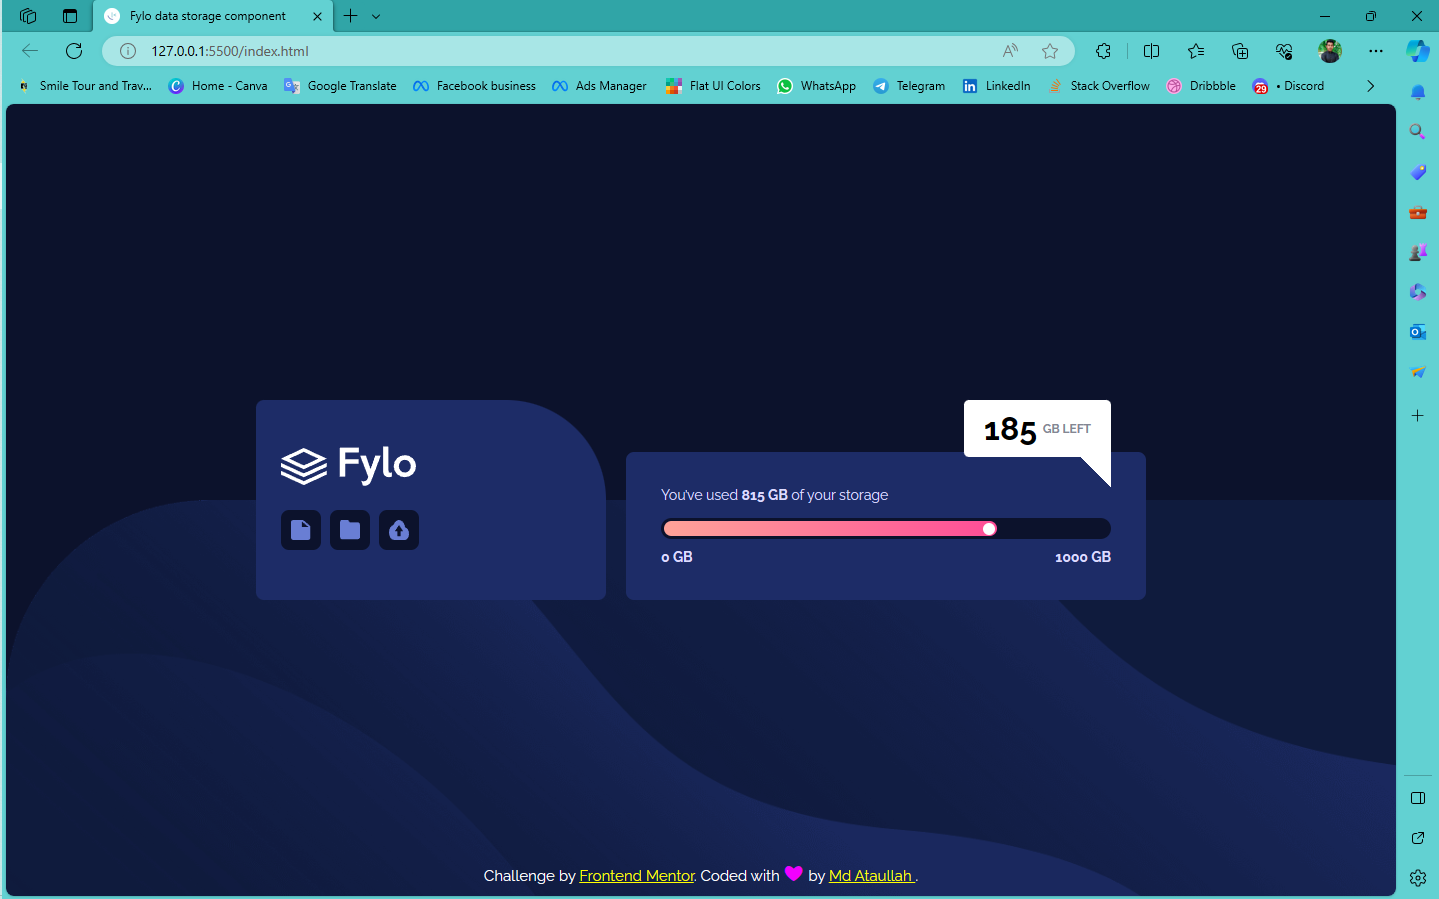 Fylo data storage component
127.0.0.1:5500/index.html
Smile Tour and Trav... Home - Canva Google Translate Facebook business Ads Manager Flat UI Colors WhatsApp Telegram LinkedIn Stack Overflow Dribbble 29 • Discord
185 GB LEFT
Fylo
You've used 815 GB of your storage
0 GB 1000 GB
Challenge by Frontend Mentor. Coded with by Md Ataullah .